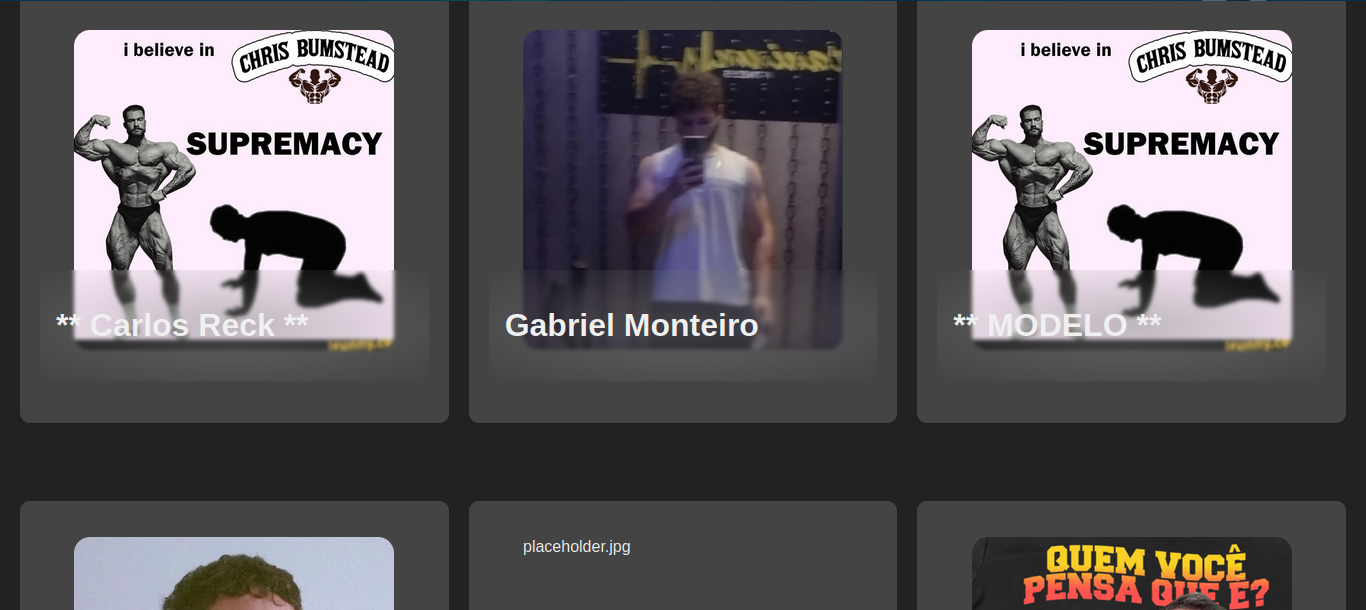 i believe in
CHRIS BUMSTEAD
SUPREMACY
** Carlos Reck **
Gabriel Monteiro
i believe in
CHRIS BUMSTEAD
SUPREMACY
** MODELO **
placeholder.jpg
QUEM VOCÊ
PENSA QUE É?